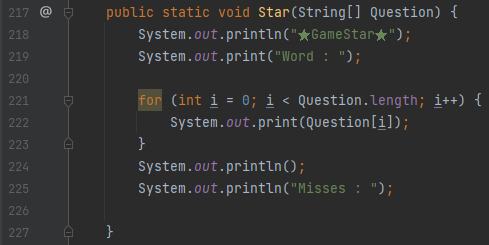 217 @ public static void Star(String[] Question) {
218 System.out.println("★GameStar★");
219 System.out.print("Word : ");
220
221 for (int i = 0; i < Question.length; i++) {
222 System.out.print(Question[i]);
223 }
224 System.out.println();
225 System.out.println("Misses : ");
226
227 }